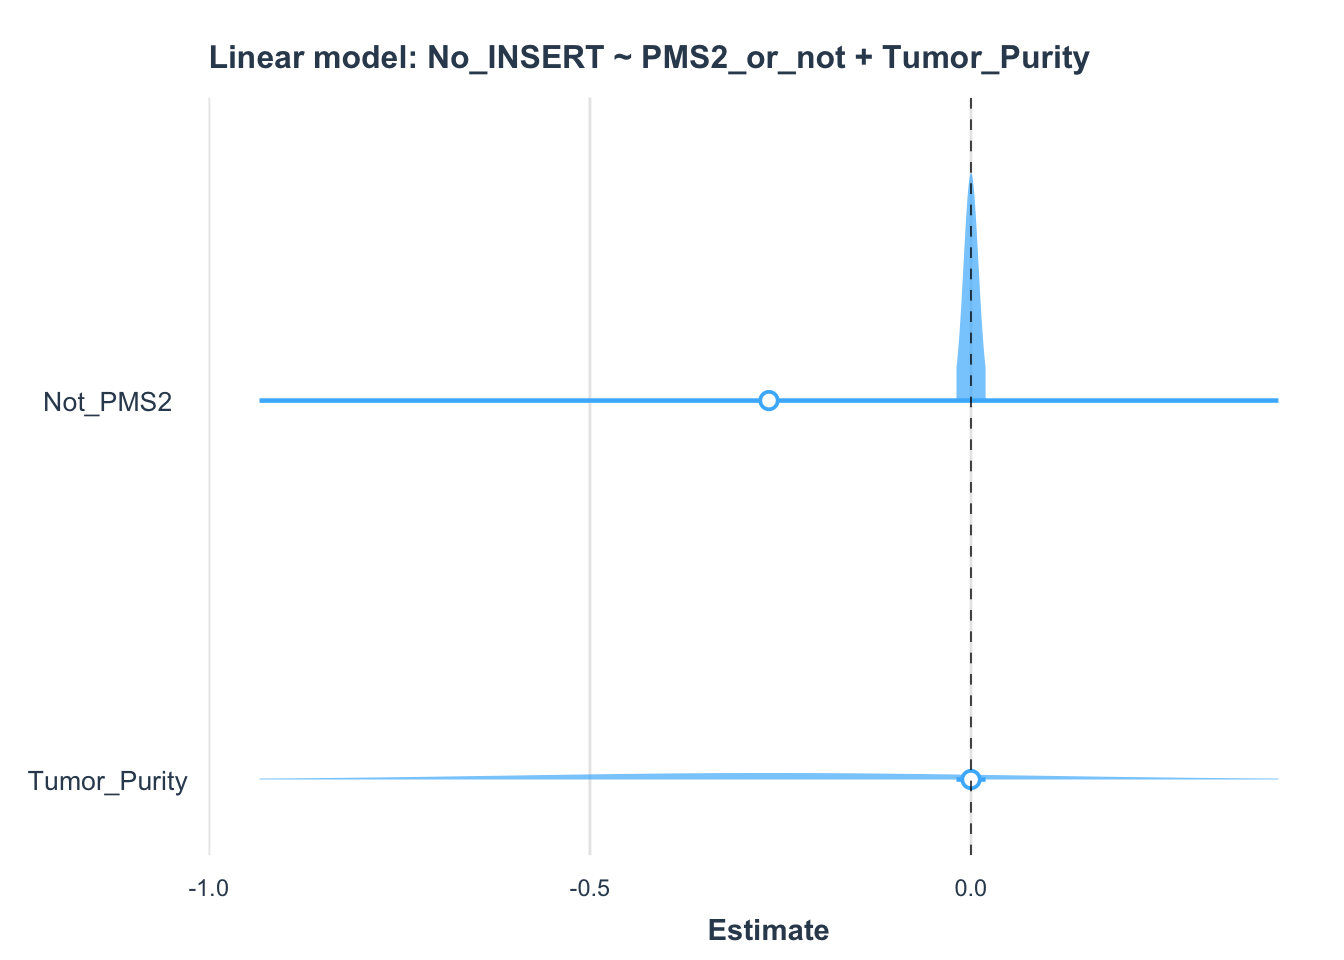 Linear model: No_INSERT ~ PMS2_or_not + Tumor_Purity
Not_PMS2
Tumor_Purity
-1.0 -0.5 0.0
Estimate